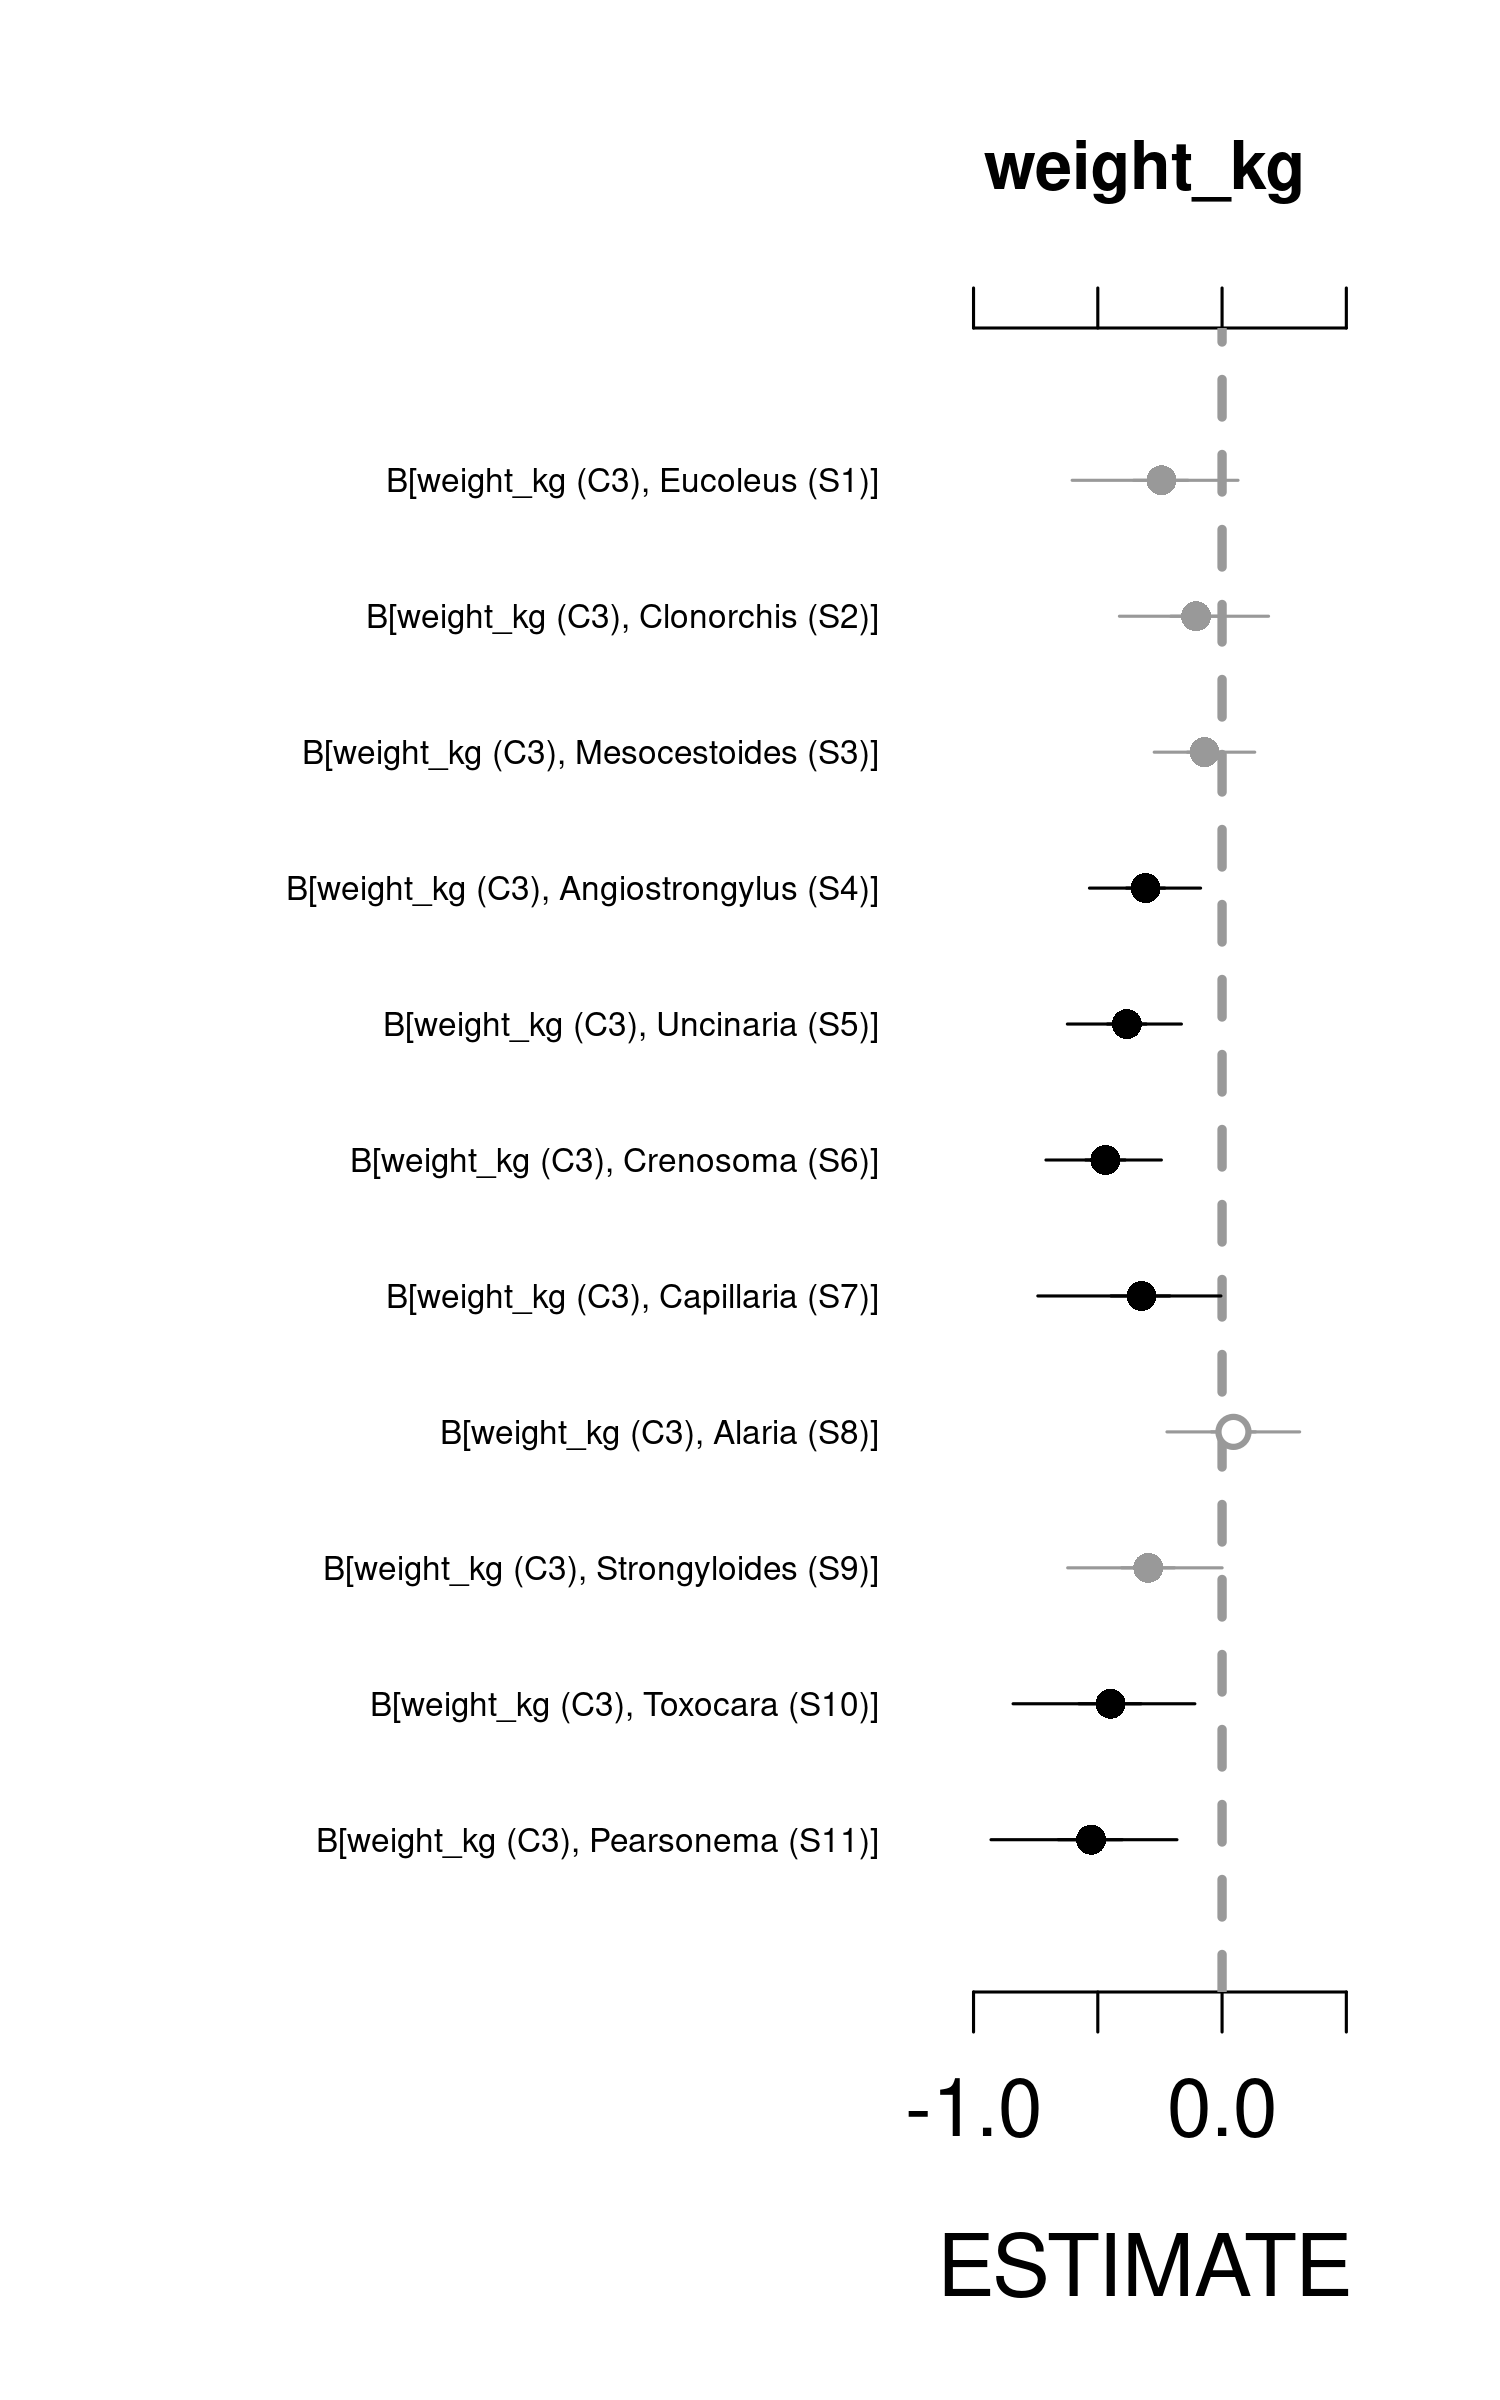 weight_kg
B[weight_kg (C3), Eucoleus (S1)]
B[weight_kg (C3), Clonorchis (S2)]
B[weight_kg (C3), Mesocestoides (S3)]
B[weight_kg (C3), Angiostrongylus (S4)]
B[weight_kg (C3), Uncinaria (S5)]
B[weight_kg (C3), Crenosoma (S6)]
B[weight_kg (C3), Capillaria (S7)]
B[weight_kg (C3), Alaria (S8)]
B[weight_kg (C3), Strongyloides (S9)]
B[weight_kg (C3), Toxocara (S10)]
B[weight_kg (C3), Pearsonema (S11)]
-1.0 0.0
ESTIMATE